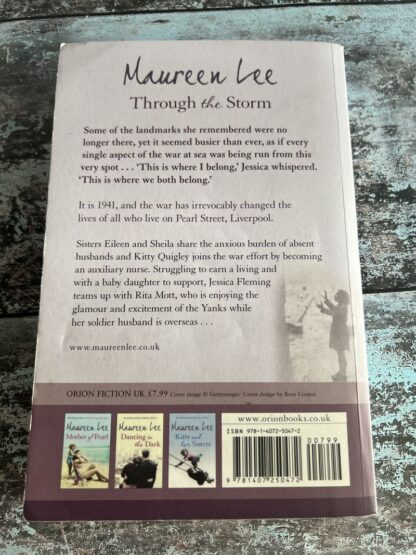 Maureen Lee
Through the Storm
Some of the landmarks she remembered were no
longer there, yet it seemed busier than ever, as if every
single aspect of the war at sea was being run from this
very spot . . . ‘This is where I belong,’ Jessica whispered.
‘This is where we both belong.’
It is 1941, and the war has irrevocably changed the
lives of all who live on Pearl Street, Liverpool.
Sisters Eileen and Sheila share the anxious burden of absent
husbands and Kitty Quigley joins the war effort by becoming
an auxiliary nurse. Struggling to earn a living and
with a baby daughter to support, Jessica Fleming
teams up with Rita Mott, who is enjoying the
glamour and excitement of the Yanks while
her soldier husband is overseas . . .
www.maureenlee.co.uk
ORION FICTION UK £7.99 Cover image © Gettyimages Cover design by Rose Cooper
Maureen Lee
Mother of Pearl
Maureen Lee
Dancing in
the Dark
Maureen Lee
Kitty and
her Sisters
www.orionbooks.co.uk
ISBN 978-1-4072-5047-2
00799
9 781407 250472